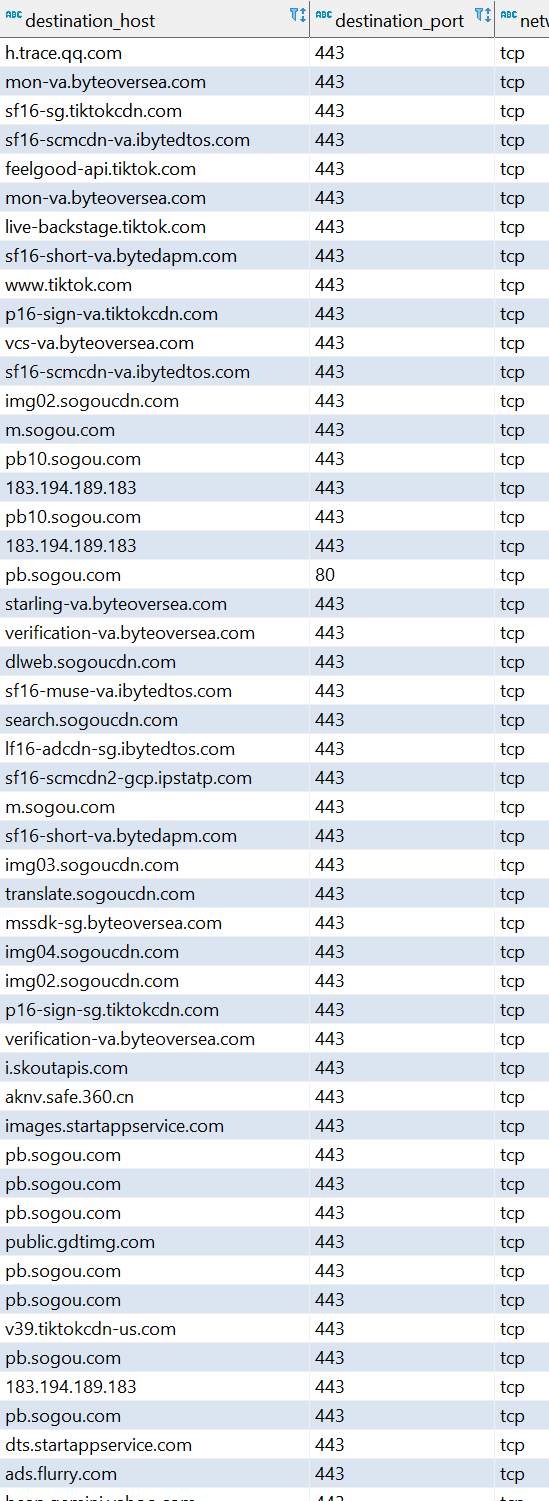 ABC destination_host ABC destination_port ABC netw
h.trace.qq.com 443 tcp
mon-va.byteoversea.com 443 tcp
sf16-sg.tiktokcdn.com 443 tcp
sf16-scmcdn-va.ibytedtos.com 443 tcp
feelgood-api.tiktok.com 443 tcp
mon-va.byteoversea.com 443 tcp
live-backstage.tiktok.com 443 tcp
sf16-short-va.bytedapm.com 443 tcp
www.tiktok.com 443 tcp
p16-sign-va.tiktokcdn.com 443 tcp
vcs-va.byteoversea.com 443 tcp
sf16-scmcdn-va.ibytedtos.com 443 tcp
img02.sogoucdn.com 443 tcp
m.sogou.com 443 tcp
pb10.sogou.com 443 tcp
183.194.189.183 443 tcp
pb10.sogou.com 443 tcp
183.194.189.183 443 tcp
pb.sogou.com 80 tcp
starling-va.byteoversea.com 443 tcp
verification-va.byteoversea.com 443 tcp
dlweb.sogoucdn.com 443 tcp
sf16-muse-va.ibytedtos.com 443 tcp
search.sogoucdn.com 443 tcp
lf16-adcdn-sg.ibytedtos.com 443 tcp
sf16-scmcdn2-gcp.ipstatp.com 443 tcp
m.sogou.com 443 tcp
sf16-short-va.bytedapm.com 443 tcp
img03.sogoucdn.com 443 tcp
translate.sogoucdn.com 443 tcp
mssdk-sg.byteoversea.com 443 tcp
img04.sogoucdn.com 443 tcp
img02.sogoucdn.com 443 tcp
p16-sign-sg.tiktokcdn.com 443 tcp
verification-va.byteoversea.com 443 tcp
i.skoutapis.com 443 tcp
aknv.safe.360.cn 443 tcp
images.startappservice.com 443 tcp
pb.sogou.com 443 tcp
pb.sogou.com 443 tcp
pb.sogou.com 443 tcp
public.gdtimg.com 443 tcp
pb.sogou.com 443 tcp
pb.sogou.com 443 tcp
v39.tiktokcdn-us.com 443 tcp
pb.sogou.com 443 tcp
183.194.189.183 443 tcp
pb.sogou.com 443 tcp
dts.startappservice.com 443 tcp
ads.flurry.com 443 tcp